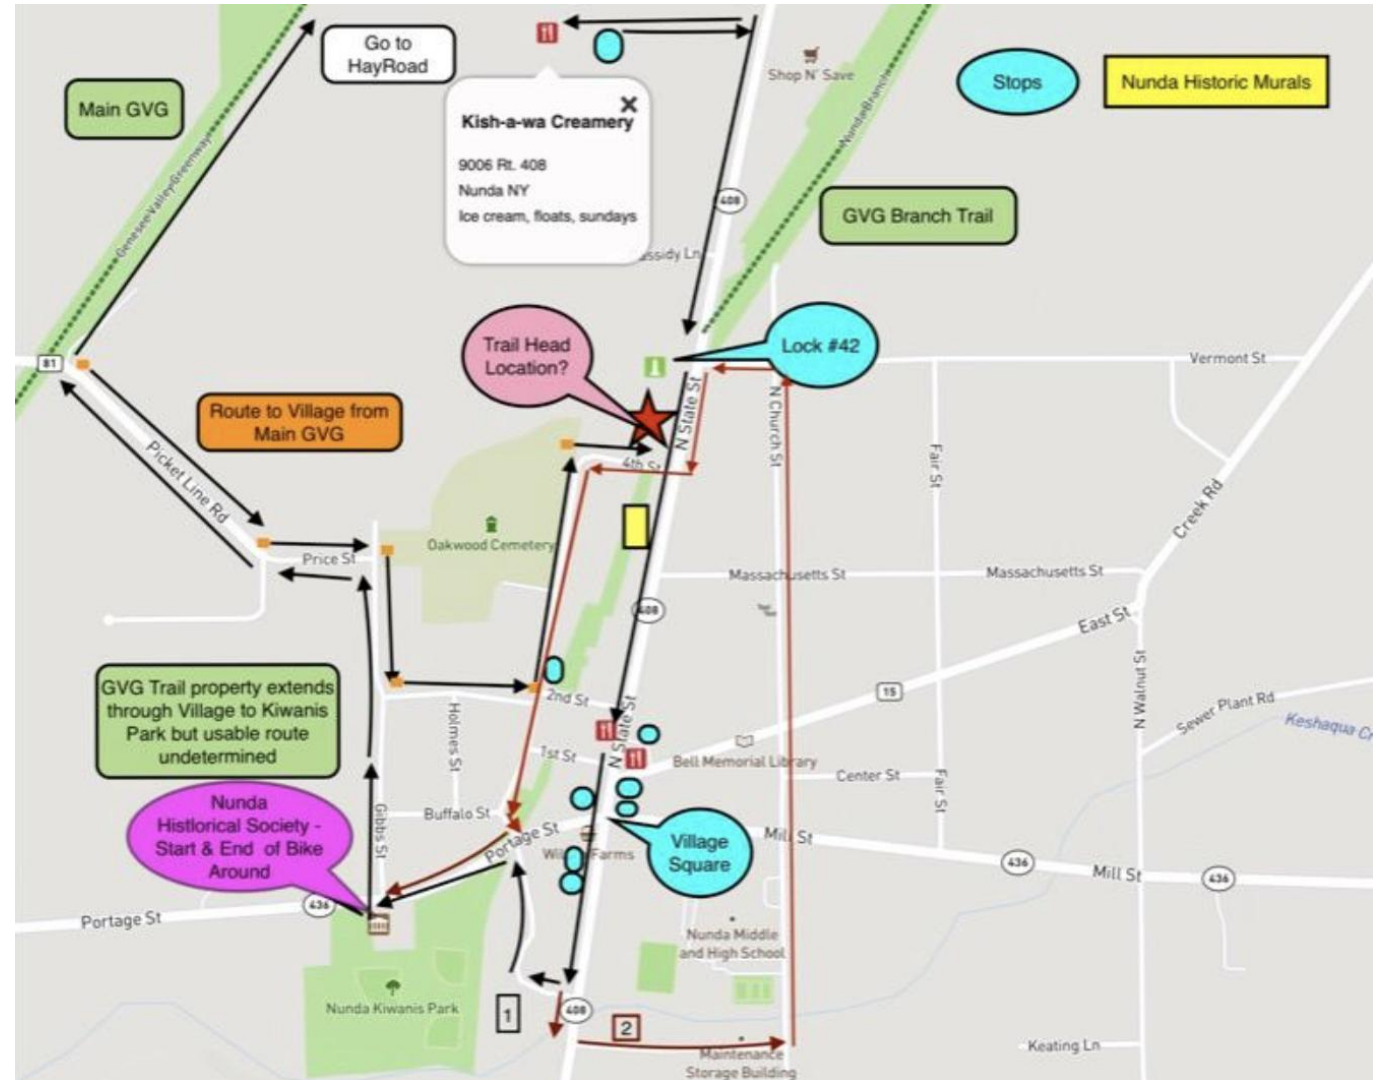 Go to
HayRoad
Main GVG
Genesee Valley Greenway
Kish-a-wa Creamery
9006 Rt. 408
Nunda NY
Ice cream, floats, sundays
Shop N' Save
Stops
Nunda Historic Murals
Nunda Branch
GVG Branch Trail
408
ssidy Ln
Trail Head
Location?
Lock #42
Vermont St
81
Route to Village from
Main GVG
Picket Line Rd
N State St
N Church St
4th St
Fair St
Creek Rd
Oakwood Cemetery
Price St
Massachusetts St
Massachusetts St
408
East St
GVG Trail property extends
through Village to Kiwanis
Park but usable route
undetermined
2nd St
Holmes St
N State St
15
N Walnut St
Sewer Plant Rd
Keshaqua Cr
1st St
Bell Memorial Library
Center St
Fair St
Nunda
Histlorical Society -
Start & End of Bike
Around
Gibbs St
Buffalo St
Portage St
Farms
Village
Square
Mill St
436
Mill St
436
436
Portage St
Nunda Middle
and High School
Nunda Kiwanis Park
1
408
2
Maintenance
Storage Building
Keating Ln